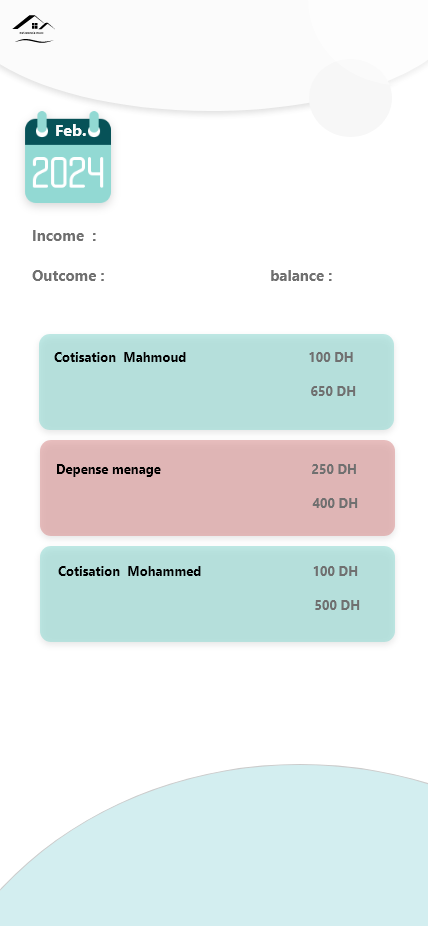 Feb.
2024
Income :
Outcome : balance :
Cotisation Mahmoud 100 DH
650 DH
Depense menage 250 DH
400 DH
Cotisation Mohammed 100 DH
500 DH